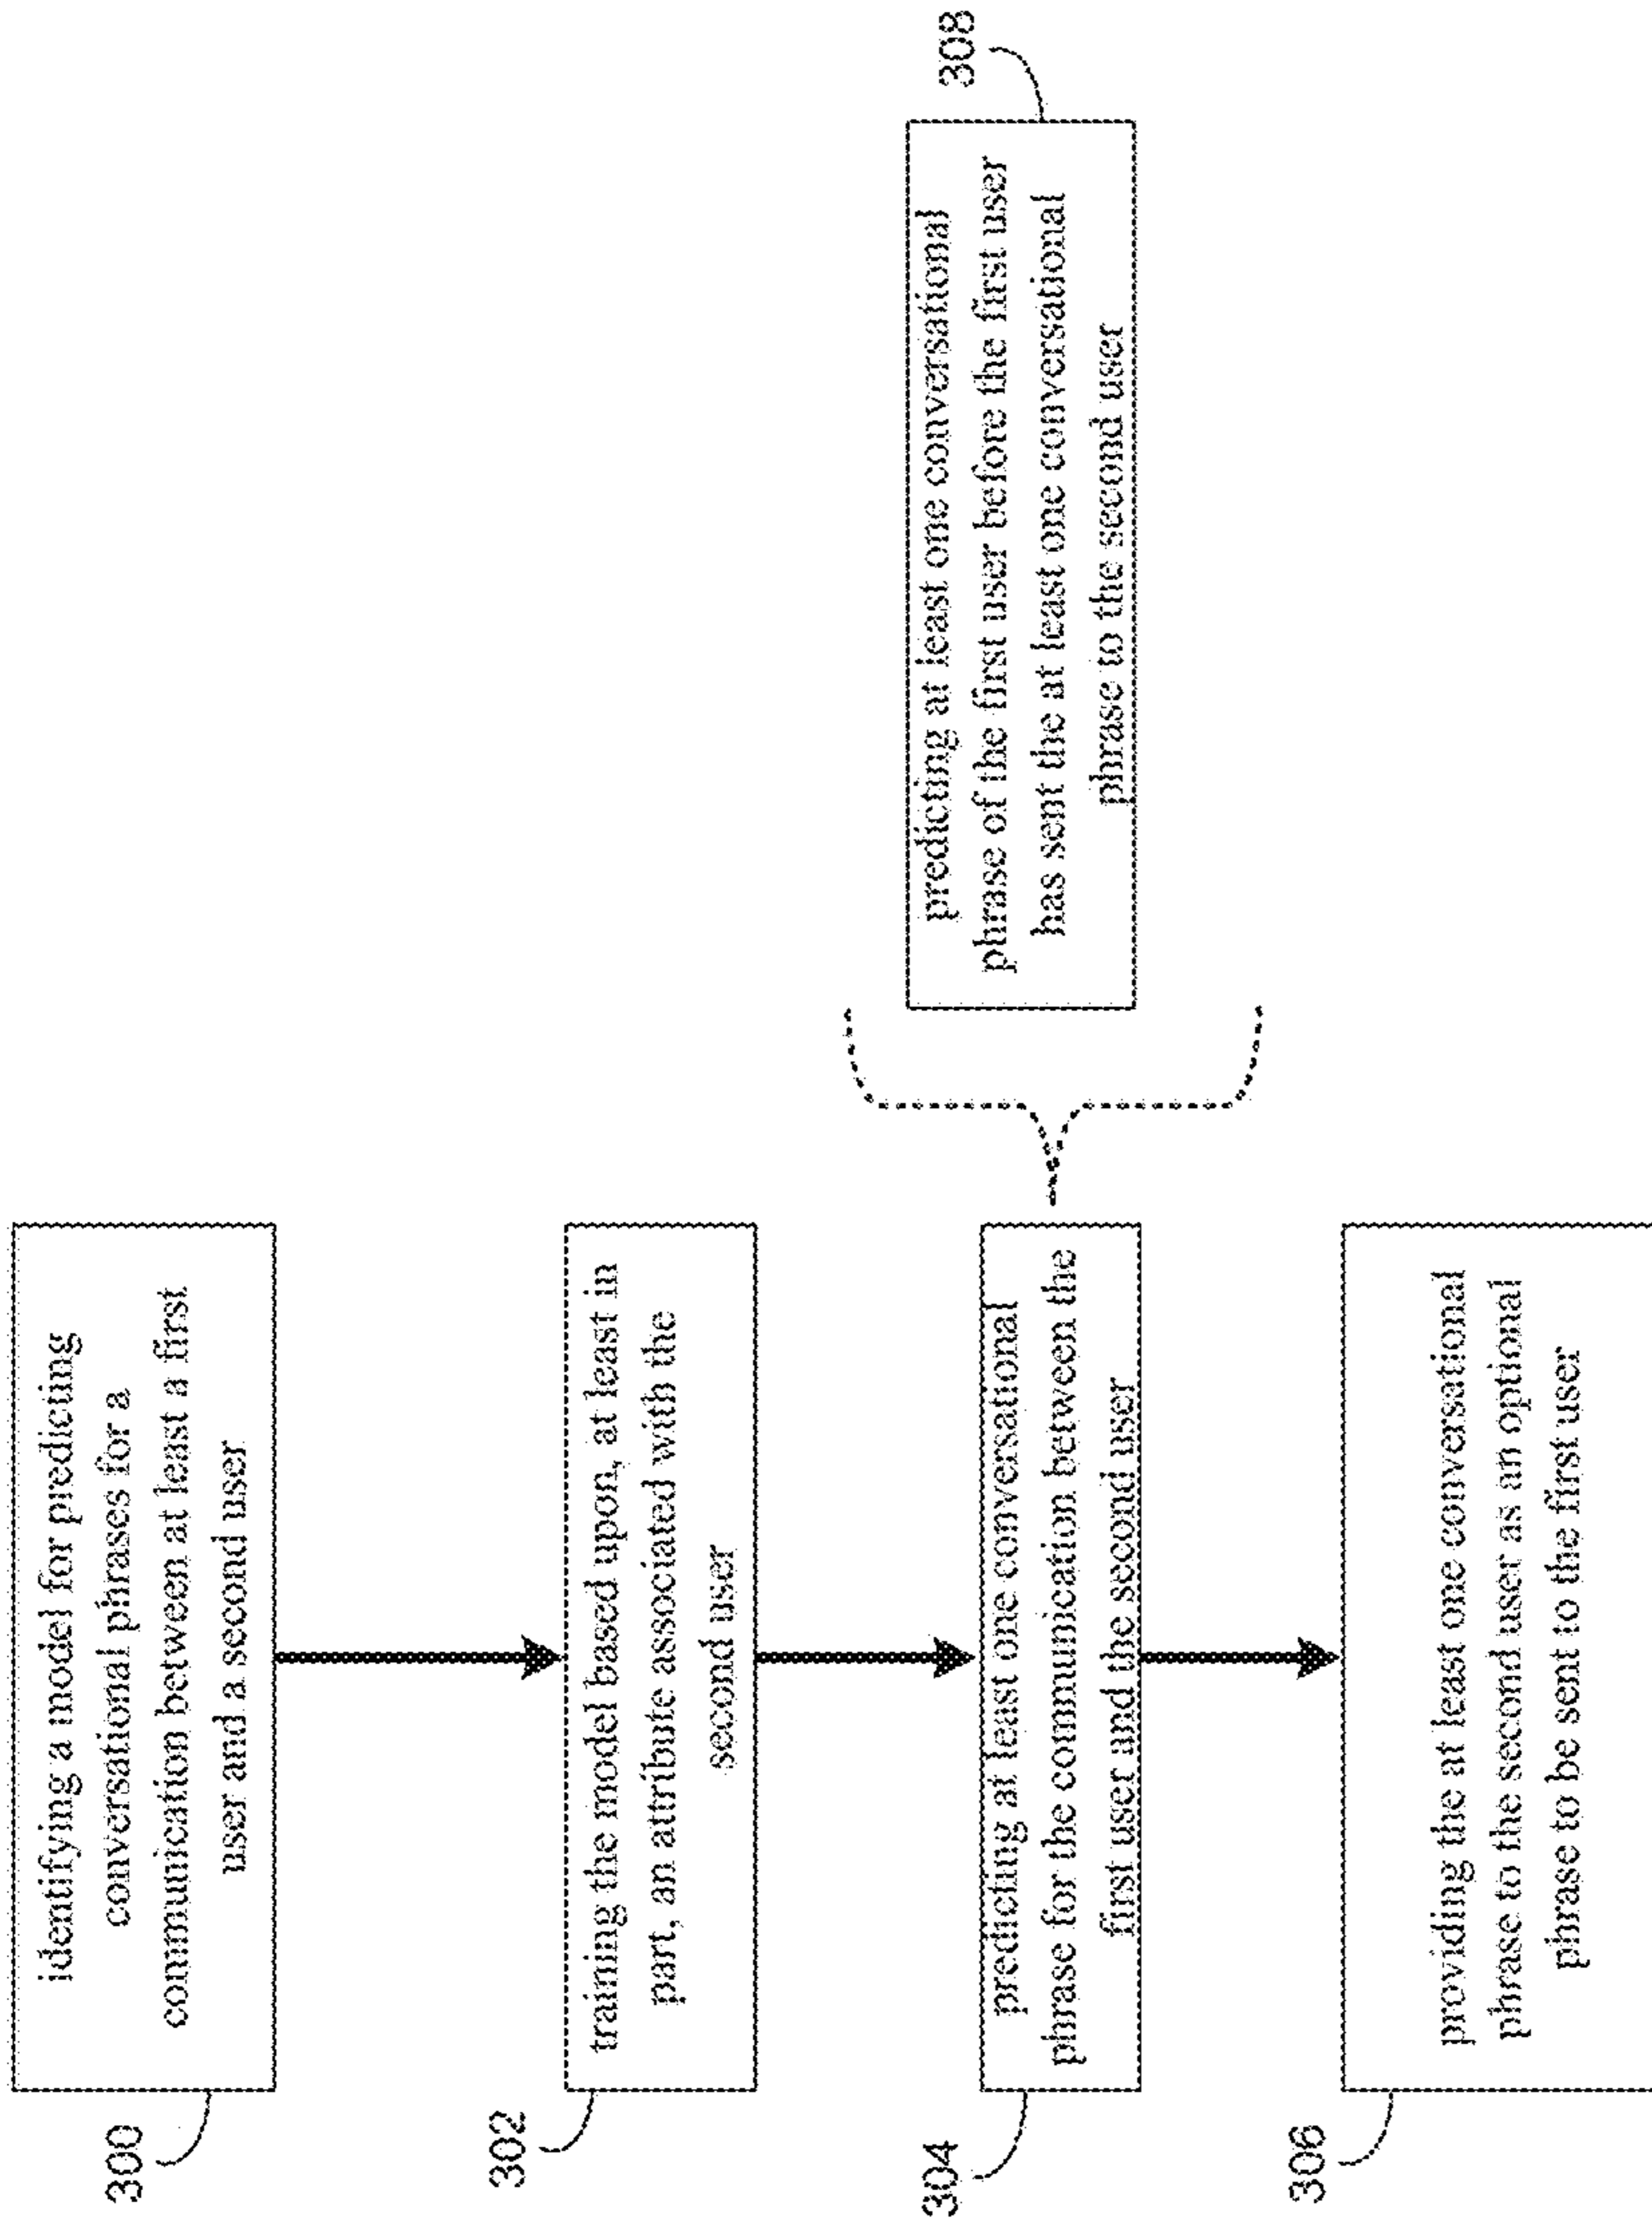 300
identifying a model for predicting
conversational phrases for a
communication between at least a first
user and a second user
302
training the model based upon, at least in
part, an attribute associated with the
second user
304
predicting at least one conversational
phrase for the communication between the
first user and the second user
308
predicting at least one conversational
phrase of the first user before the first user
has sent the at least one conversational
phrase to the second user
306
providing the at least one conversational
phrase to the second user as an optional
phrase to be sent to the first user